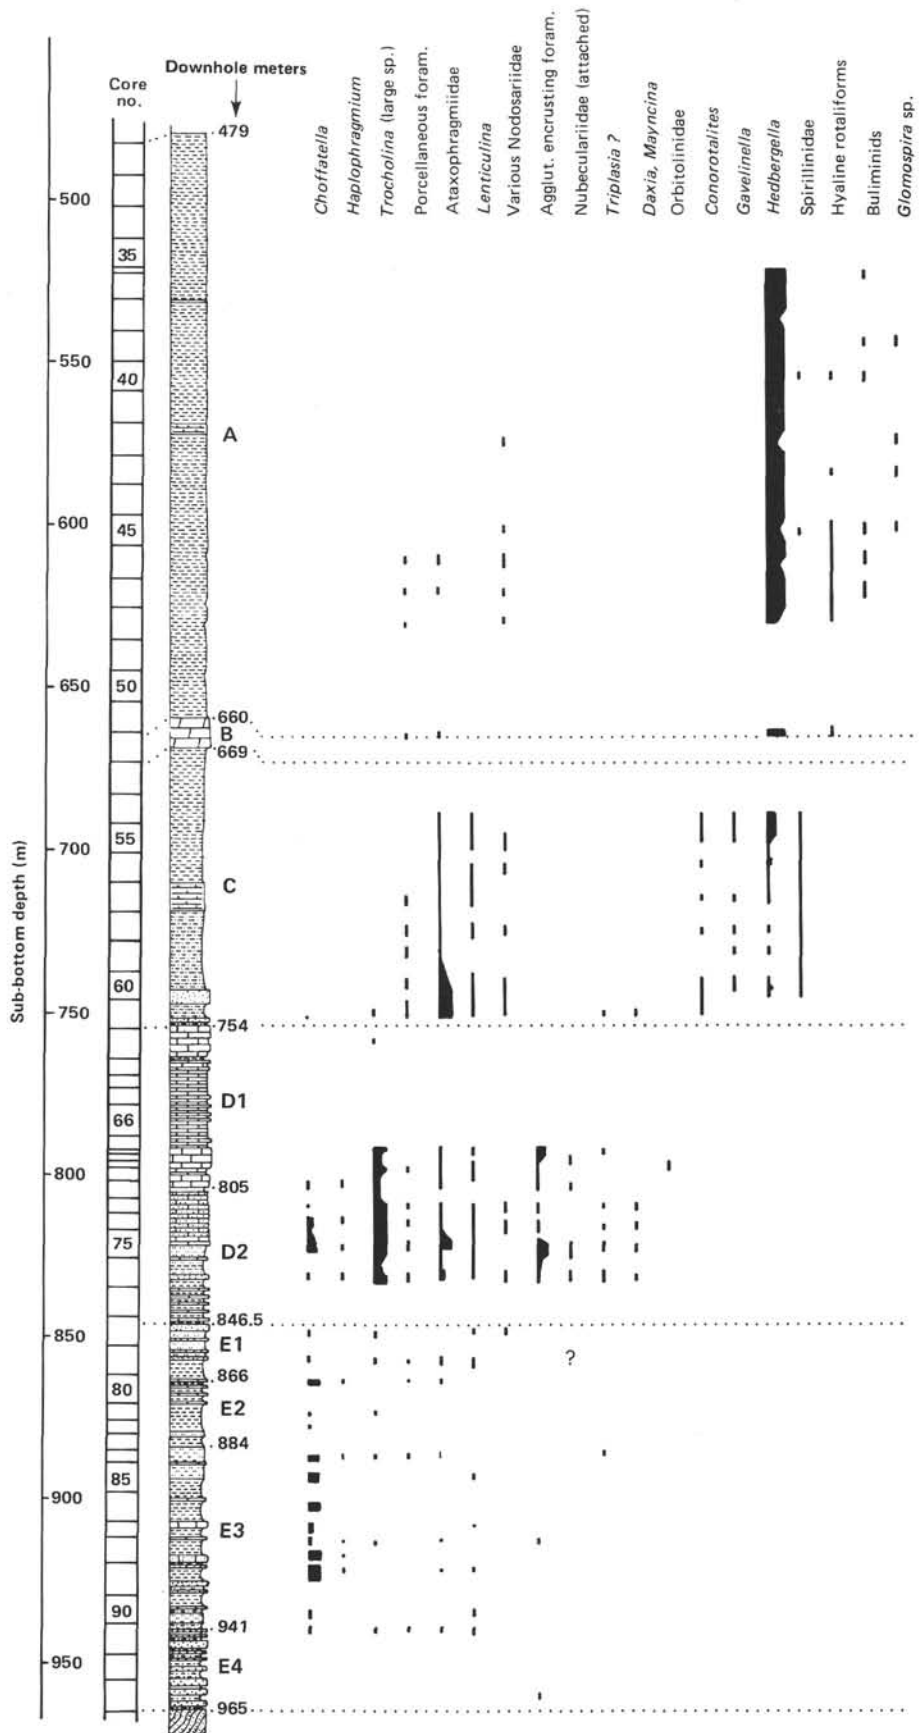 Downhole meters
Core
no.
Choffatella
Haplophragmium
Trocholina (large sp.)
Porcellaneous foram.
Ataxophragmiidae
Lenticulina
Various Nodosariidae
Agglut. encrusting foram.
Nubeculariidae (attached)
Triplasia ?
Daxia, Mayncina
Orbitolinidae
Conorotalites
Gavelinella
Hedbergella
Spirillinidae
Hyaline rotaliforms
Buliminids
Glomospira sp.
479
500
35
550
40
A
600
45
650
50
660
B
669
55
700
C
60
750
754
D1
66
800
805
75
D2
846.5
850
E1
?
866
80
E2
884
85
900
E3
90
941
950
E4
965
Sub-bottom depth (m)